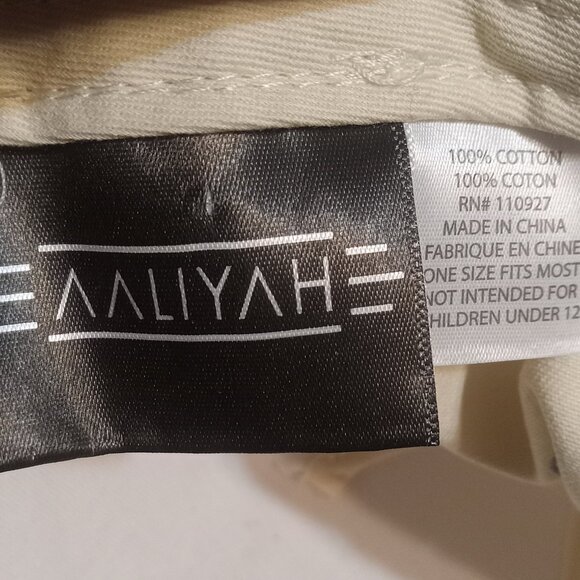 AALIYAH
100% COTTON
100% COTON
RN# 110927
MADE IN CHINA
FABRIQUE EN CHINE
ONE SIZE FITS MOST
NOT INTENDED FOR
CHILDREN UNDER 12